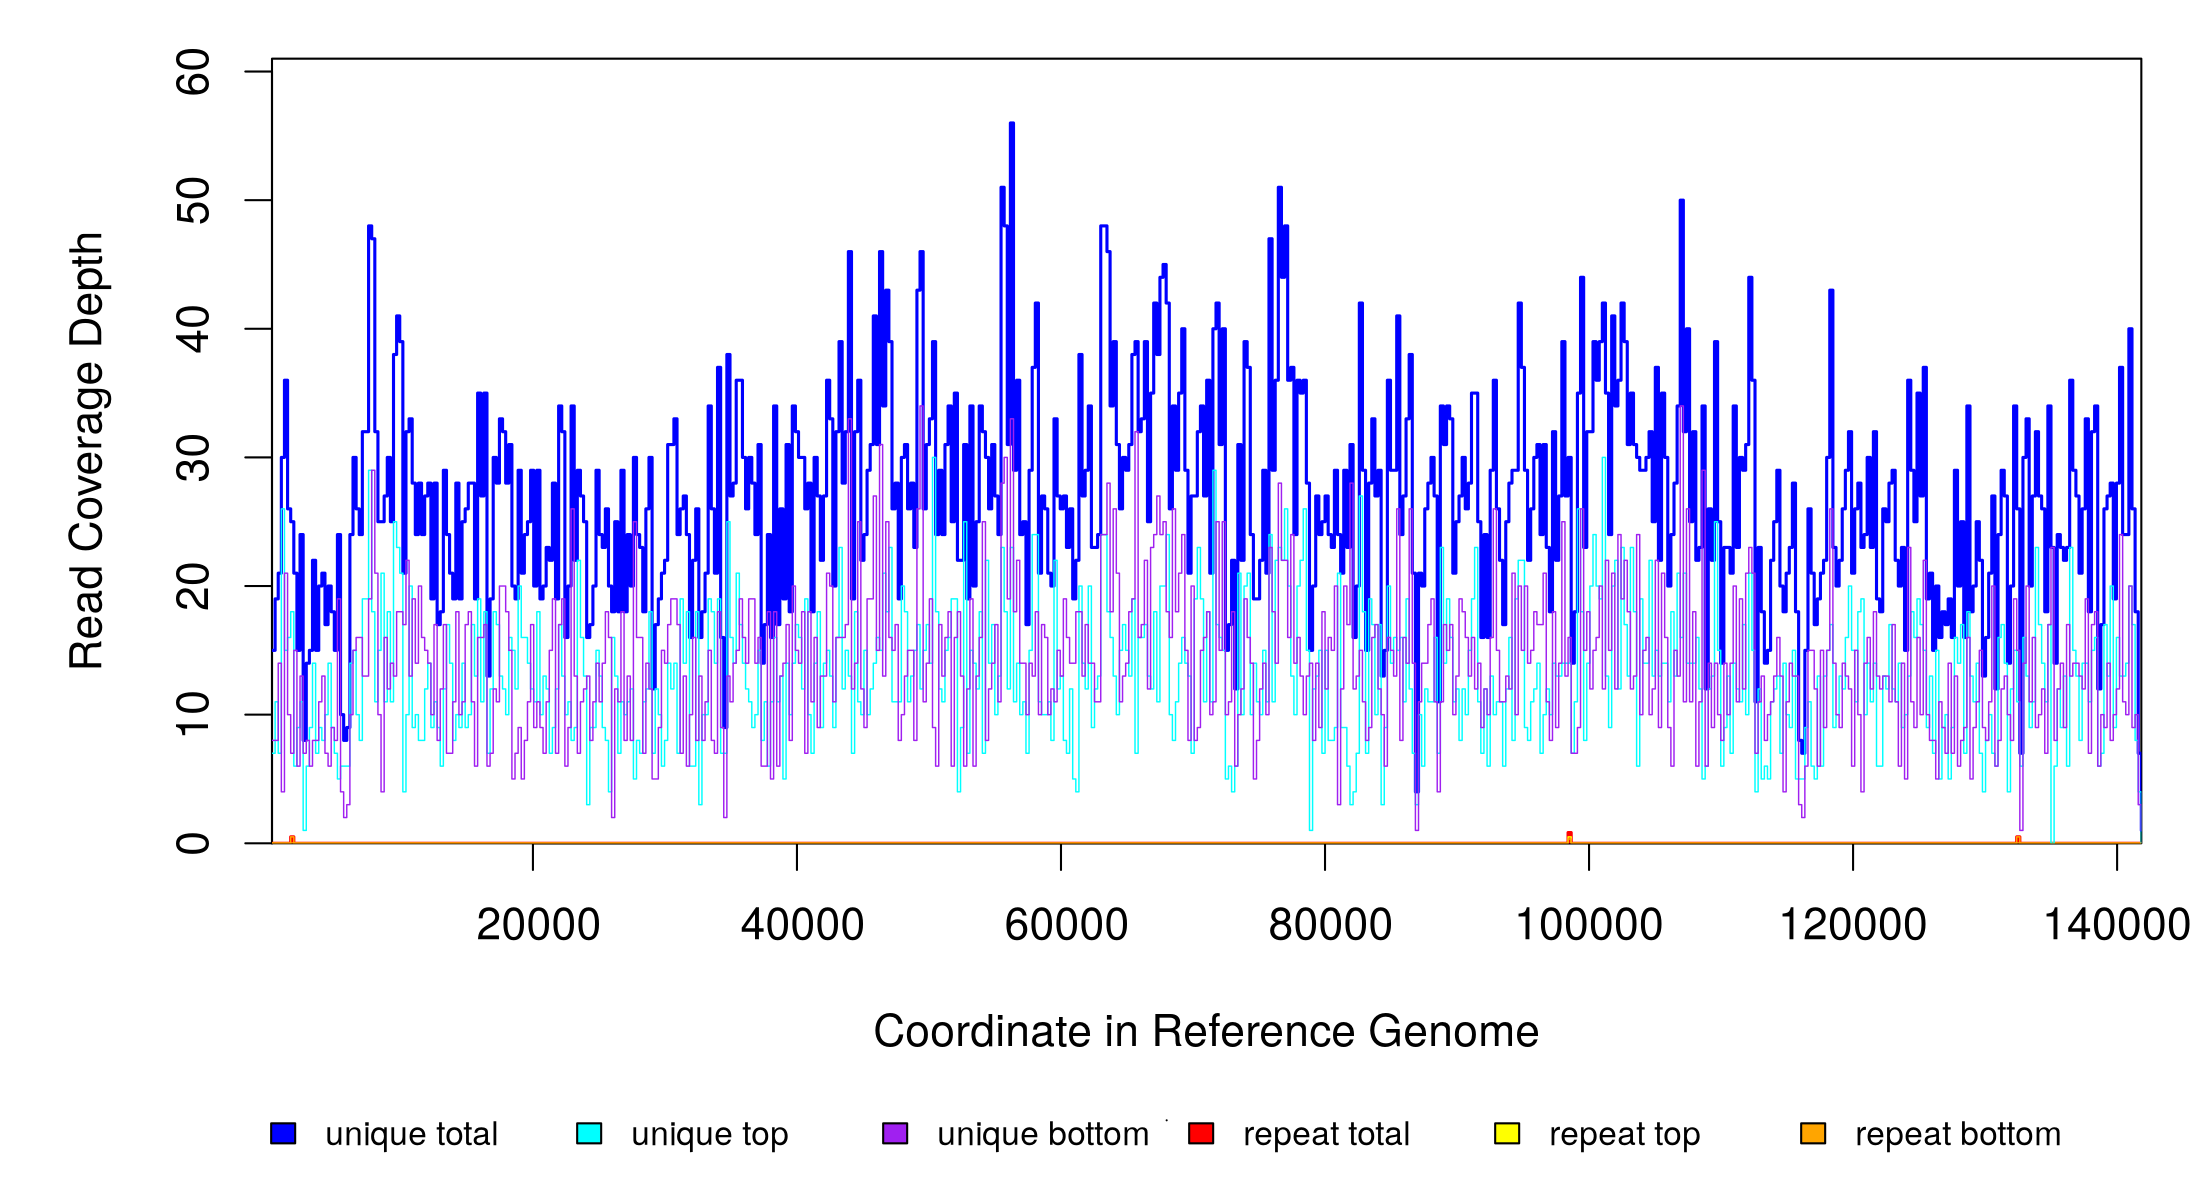 Read Coverage Depth
60
50
40
30
20
10
0
20000 40000 60000 80000 100000 120000 140000
Coordinate in Reference Genome
unique total unique top unique bottom repeat total repeat top repeat bottom